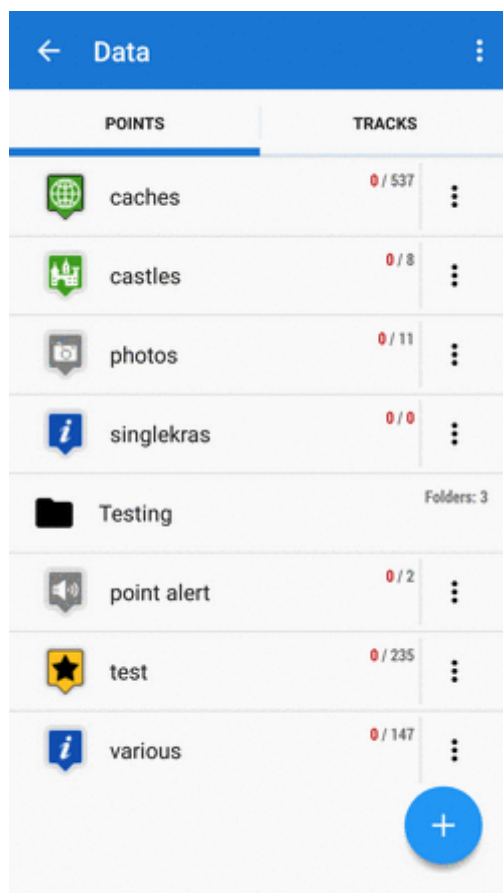 Data
POINTS TRACKS
caches 0 / 537
castles 0 / 8
photos 0 / 11
singlekras 0 / 0
Testing Folders: 3
point alert 0 / 2
test 0 / 235
various 0 / 147